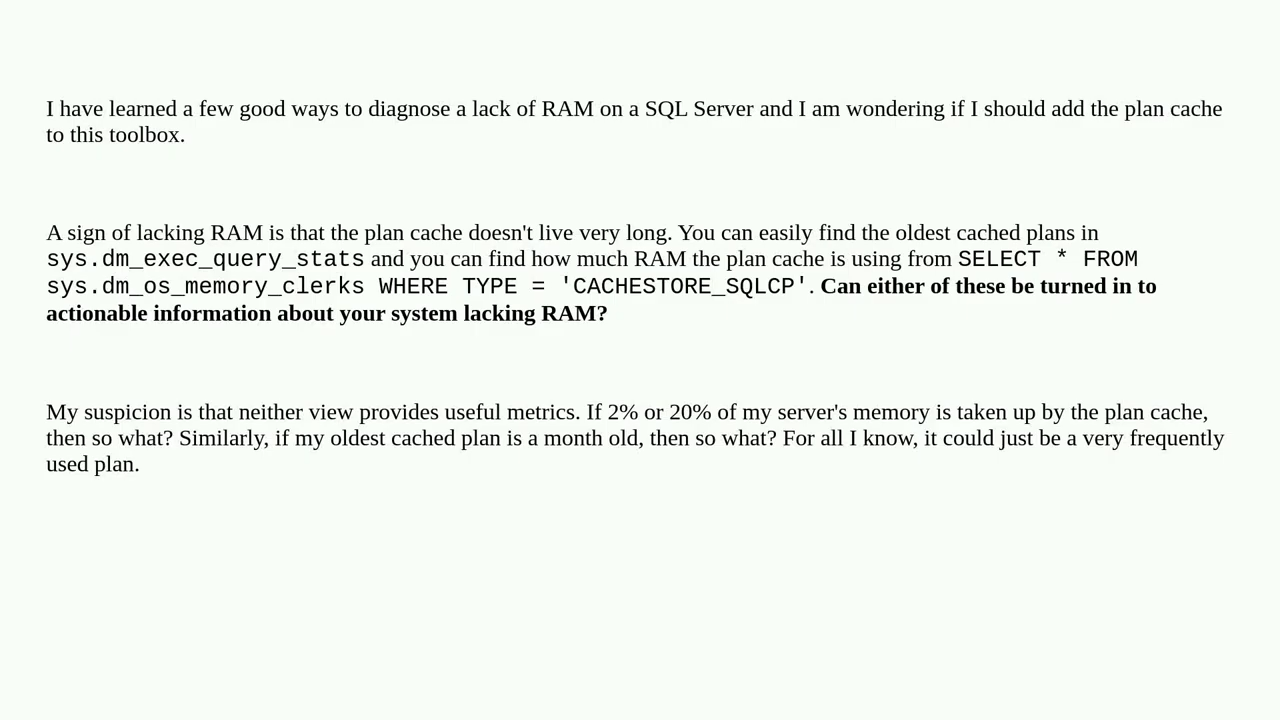 I have learned a few good ways to diagnose a lack of RAM on a SQL Server and I am wondering if I should add the plan cache
to this toolbox.
A sign of lacking RAM is that the plan cache doesn't live very long. You can easily find the oldest cached plans in
sys.dm_exec_query_stats and you can find how much RAM the plan cache is using from SELECT * FROM
sys.dm_os_memory_clerks WHERE TYPE = 'CACHESTORE_SQLCP'. Can either of these be turned in to
actionable information about your system lacking RAM?
My suspicion is that neither view provides useful metrics. If 2% or 20% of my server's memory is taken up by the plan cache,
then so what? Similarly, if my oldest cached plan is a month old, then so what? For all I know, it could just be a very frequently
used plan.